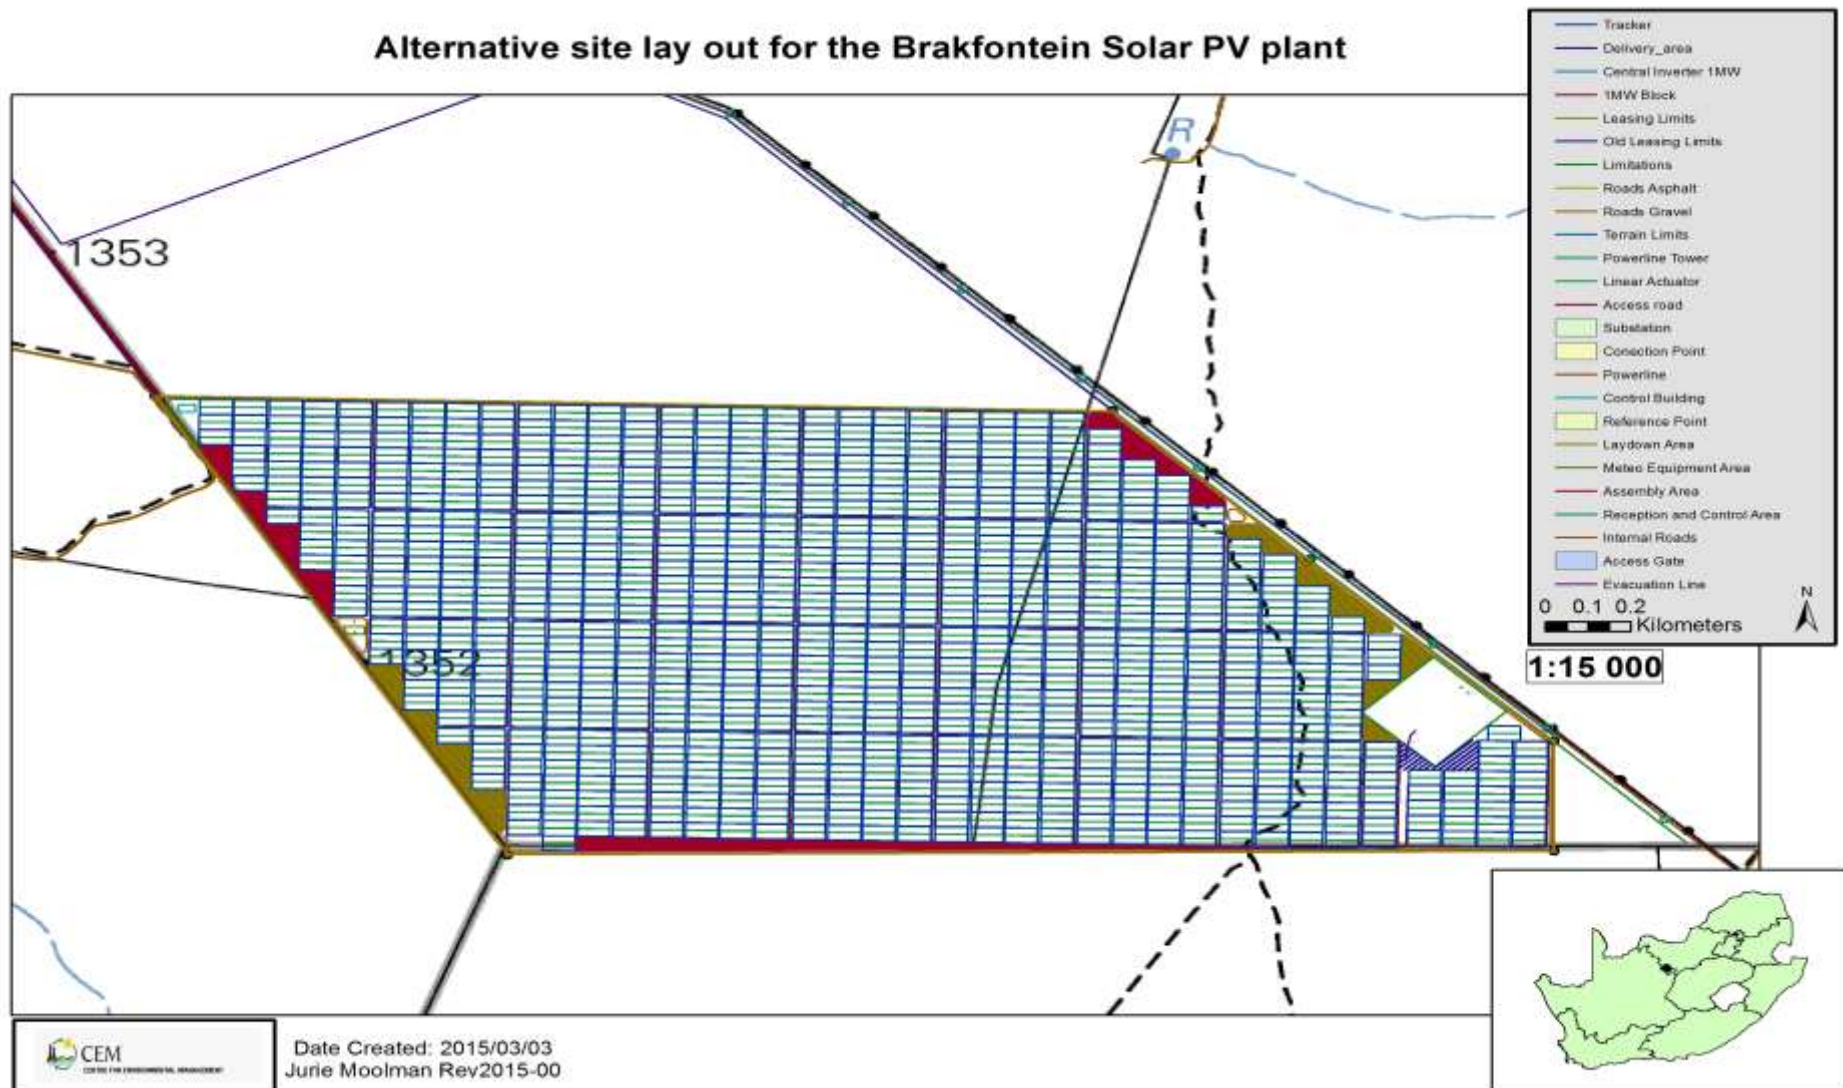 Alternative site lay out for the Brakfontein Solar PV plant
Tracker
Delivery_area
Central Inverter 1MW
1MW Block
Leasing Limits
Old Leasing Limits
Limitations
Roads Asphalt
Roads Gravel
Terrain Limits
Powerline Tower
Linear Actuator
Access road
Substation
Conection Point
Powerline
Control Building
Reference Point
Laydown Area
Meteo Equipment Area
Assembly Area
Reception and Control Area
Internal Roads
Access Gate
Evacuation Line
N
0 0.1 0.2
Kilometers
1:15 000
R
1353
1352
CEM
CENTRE FOR ENVIRONMENTAL MANAGEMENT
Date Created: 2015/03/03
Jurie Moolman Rev2015-00